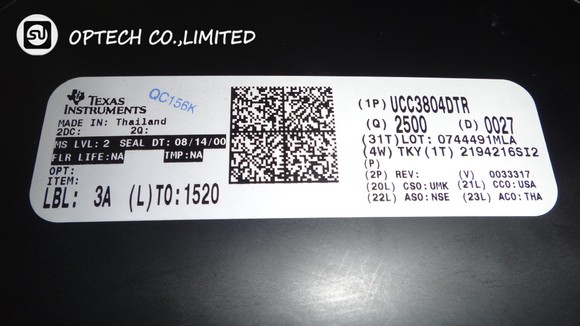 OPTECH CO.,LIMITED
TEXAS INSTRUMENTS
QC156K
MADE IN: Thailand
2DC: 2Q:
MS LVL: 2 SEAL DT: 08/14/00
FLR LIFE:NA TMP:NA
OPT:
ITEM:
LBL: 3A (L)TO:1520
(1P) UCC3804DTR
(Q) 2500 (D) 0027
(31T)LOT: 0744491MLA
(4W) TKY(1T) 2194216SI2
(P)
(2P) REV: (V) 0033317
(20L) CSO:UMK (21L) CCO:USA
(22L) ASO:NSE (23L) ACO:THA